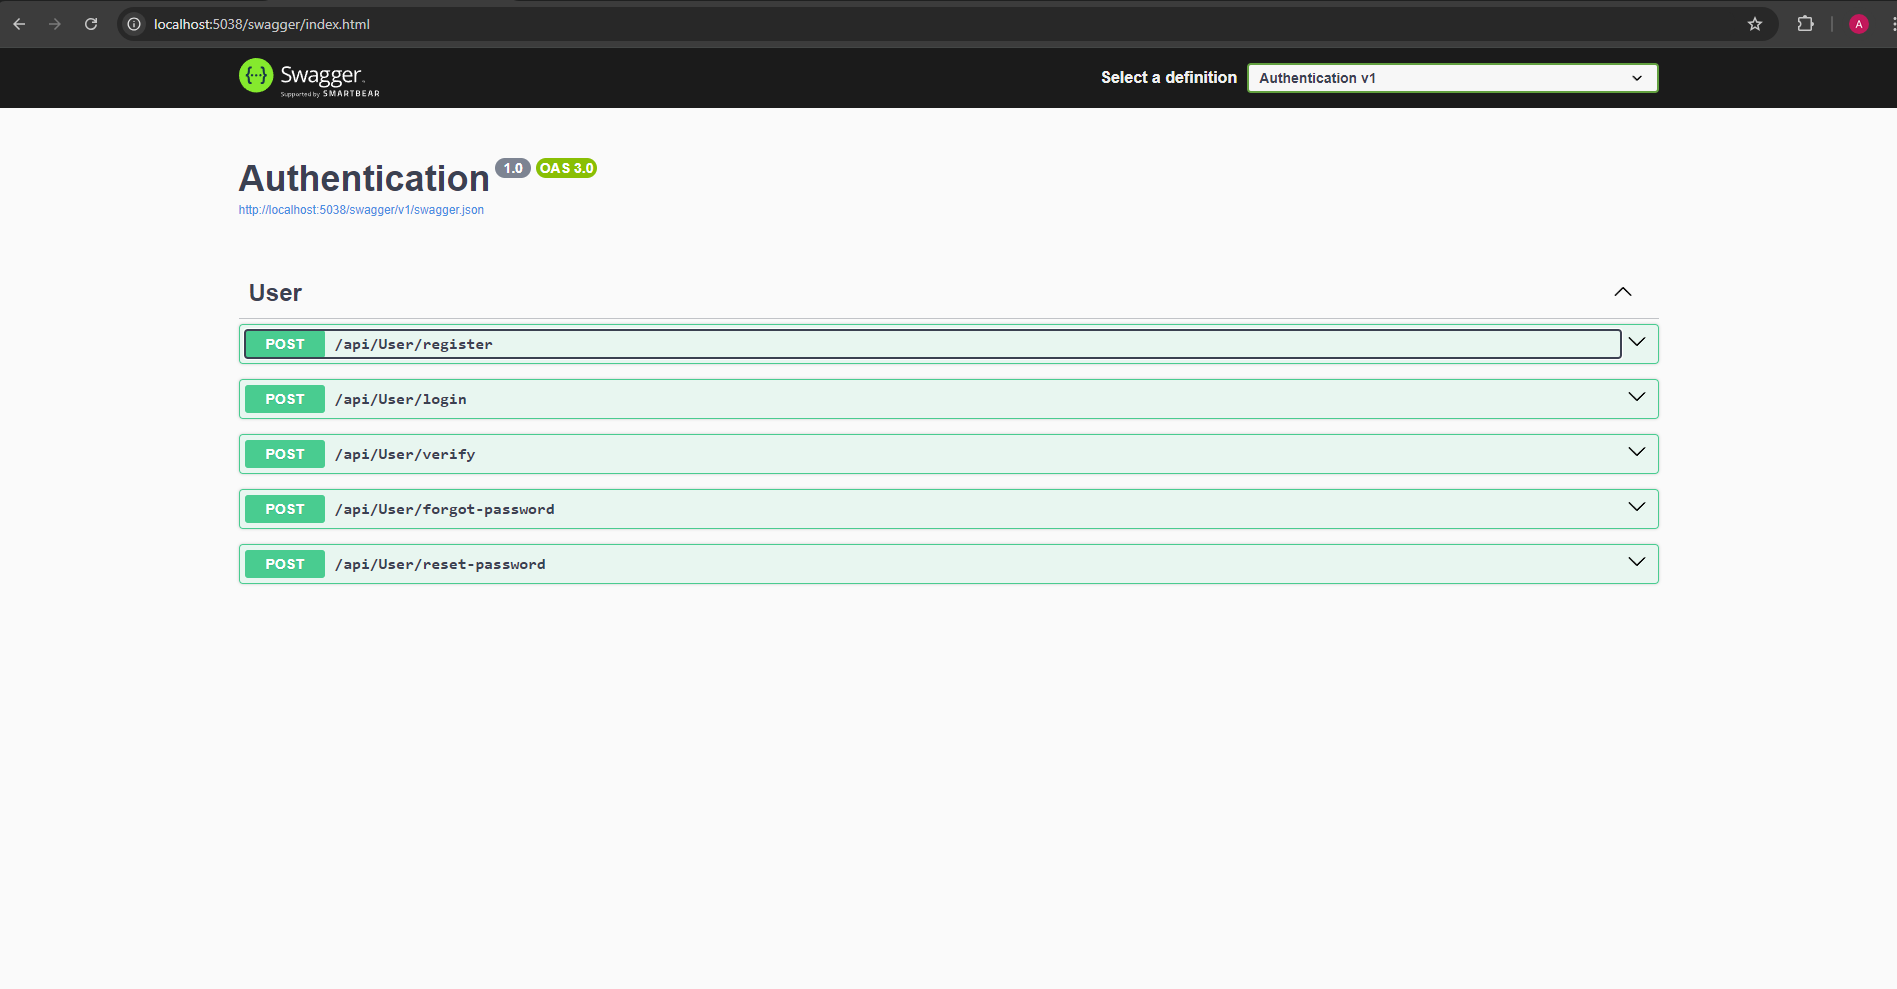 localhost:5038/swagger/index.html
A
Swagger
Supported by SMARTBEAR
Select a definition
Authentication v1
Authentication 1.0 OAS 3.0
http://localhost:5038/swagger/v1/swagger.json
User
POST /api/User/register
POST /api/User/login
POST /api/User/verify
POST /api/User/forgot-password
POST /api/User/reset-password